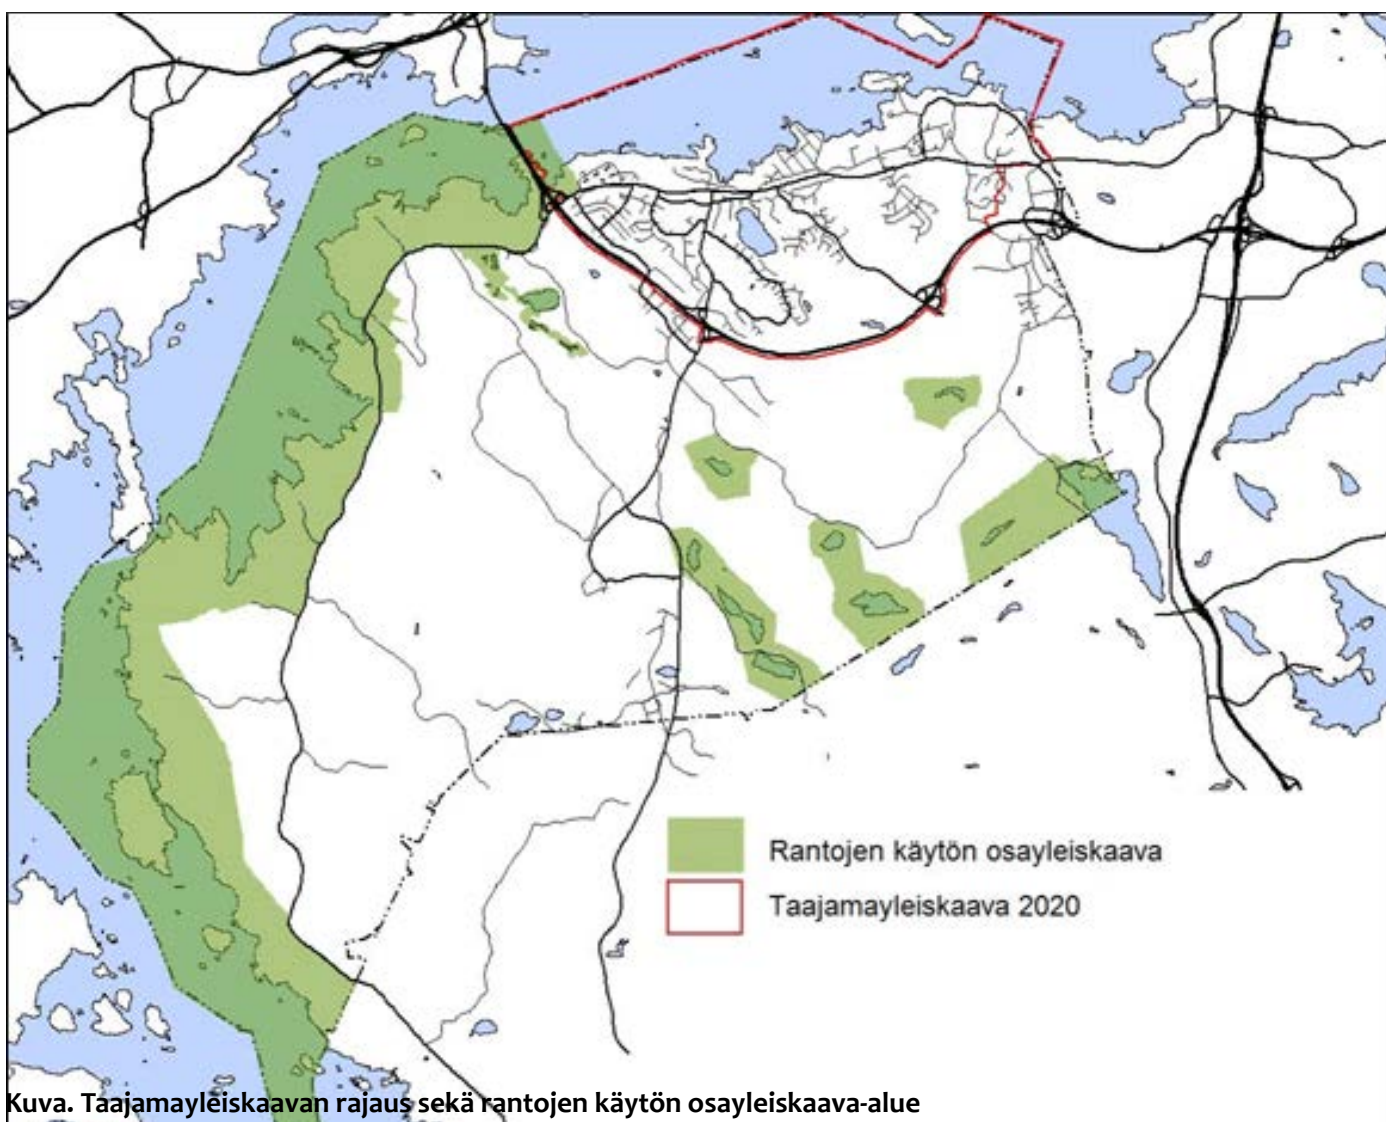 Rantojen käytön osayleiskaava
Taajamayleiskaava 2020
Kuva. Taajamayleiskaavan rajaus sekä rantojen käytön osayleiskaava-alue